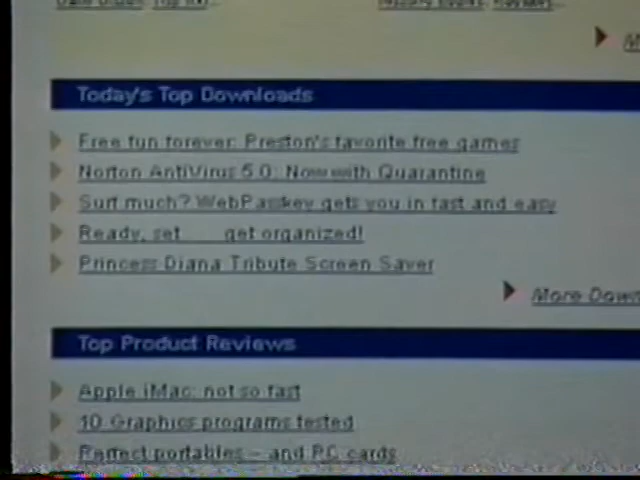 Today's Top Downloads
Free fun forever: Preston's favorite free games
Norton AntiVirus 5.0: Now with Quarantine
Surf much? WebPasskey gets you in fast and easy
Ready, set ... get organized!
Princess Diana Tribute Screen Saver
More Down
Top Product Reviews
Apple iMac: not so fast
10 Graphics programs tested
Perfect portables – and PC cards